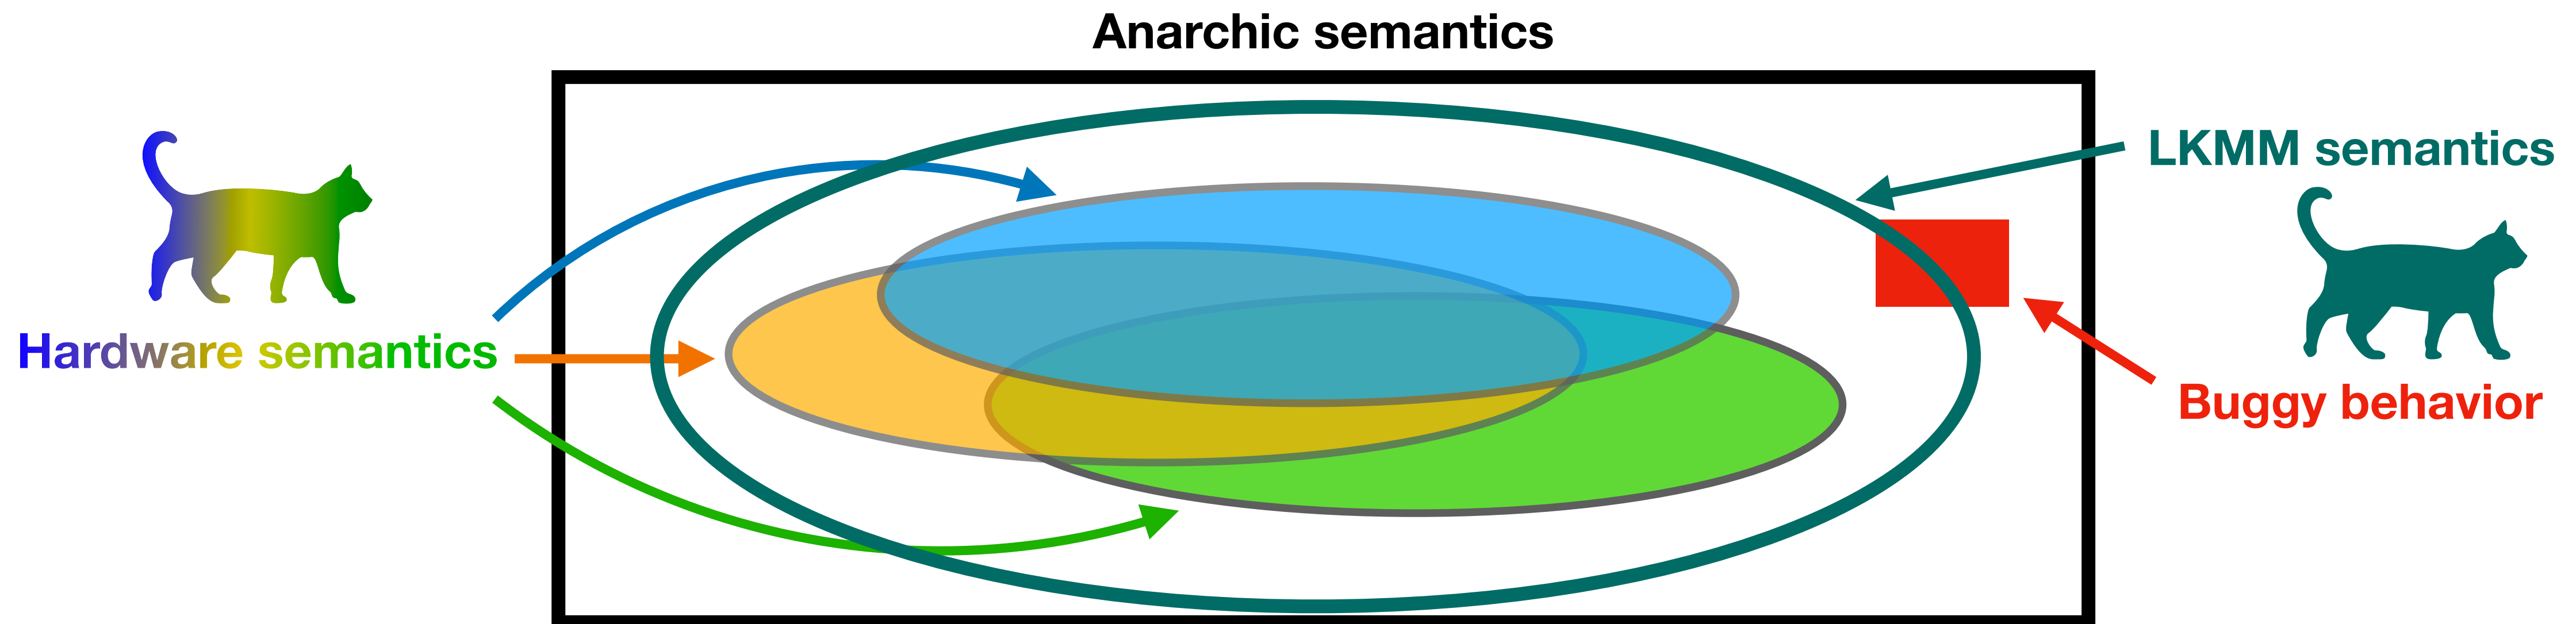 Anarchic semantics
LKMM semantics
Hardware semantics
Buggy behavior